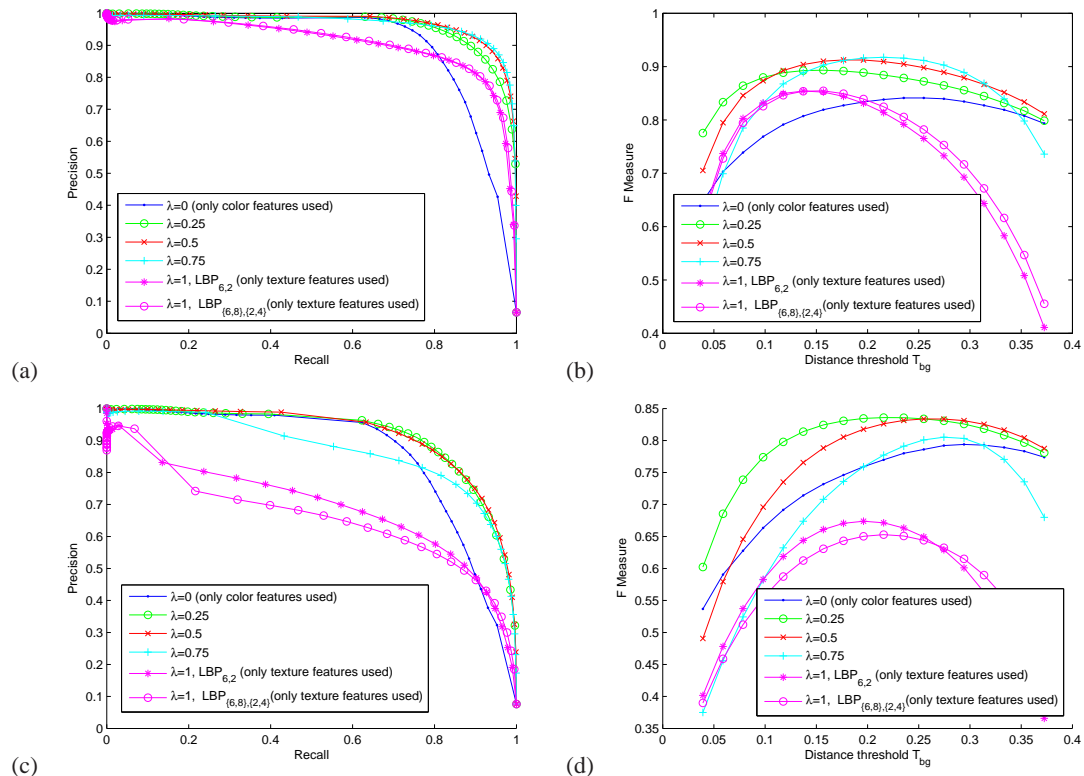 1
0.9
0.8
0.7
0.6
0.5
0.4
0.3
0.2
0.1
0
Precision
λ=0 (only color features used)
λ=0.25
λ=0.5
λ=0.75
λ=1, LBP6,2 (only texture features used)
λ=1, LBP{6,8},{2,4}(only texture features used)
0 0.2 0.4 0.6 0.8 1
Recall
(a)
1
0.9
0.8
0.7
0.6
0.5
0.4
F Measure
λ=0 (only color features used)
λ=0.25
λ=0.5
λ=0.75
λ=1, LBP6,2 (only texture features used)
λ=1, LBP{6,8},{2,4}(only texture features used)
0 0.05 0.1 0.15 0.2 0.25 0.3 0.35 0.4
Distance threshold Tbg
(b)
1
0.9
0.8
0.7
0.6
0.5
0.4
0.3
0.2
0.1
0
Precision
λ=0 (only color features used)
λ=0.25
λ=0.5
λ=0.75
λ=1, LBP6,2 (only texture features used)
λ=1, LBP{6,8},{2,4}(only texture features used)
0 0.2 0.4 0.6 0.8 1
Recall
(c)
0.85
0.8
0.75
0.7
0.65
0.6
0.55
0.5
0.45
0.4
0.35
F Measure
λ=0 (only color features used)
λ=0.25
λ=0.5
λ=0.75
λ=1, LBP6,2 (only texture features used)
λ=1, LBP{6,8},{2,4}(only texture features used)
0 0.05 0.1 0.15 0.2 0.25 0.3 0.35 0.4
Distance threshold Tbg
(d)